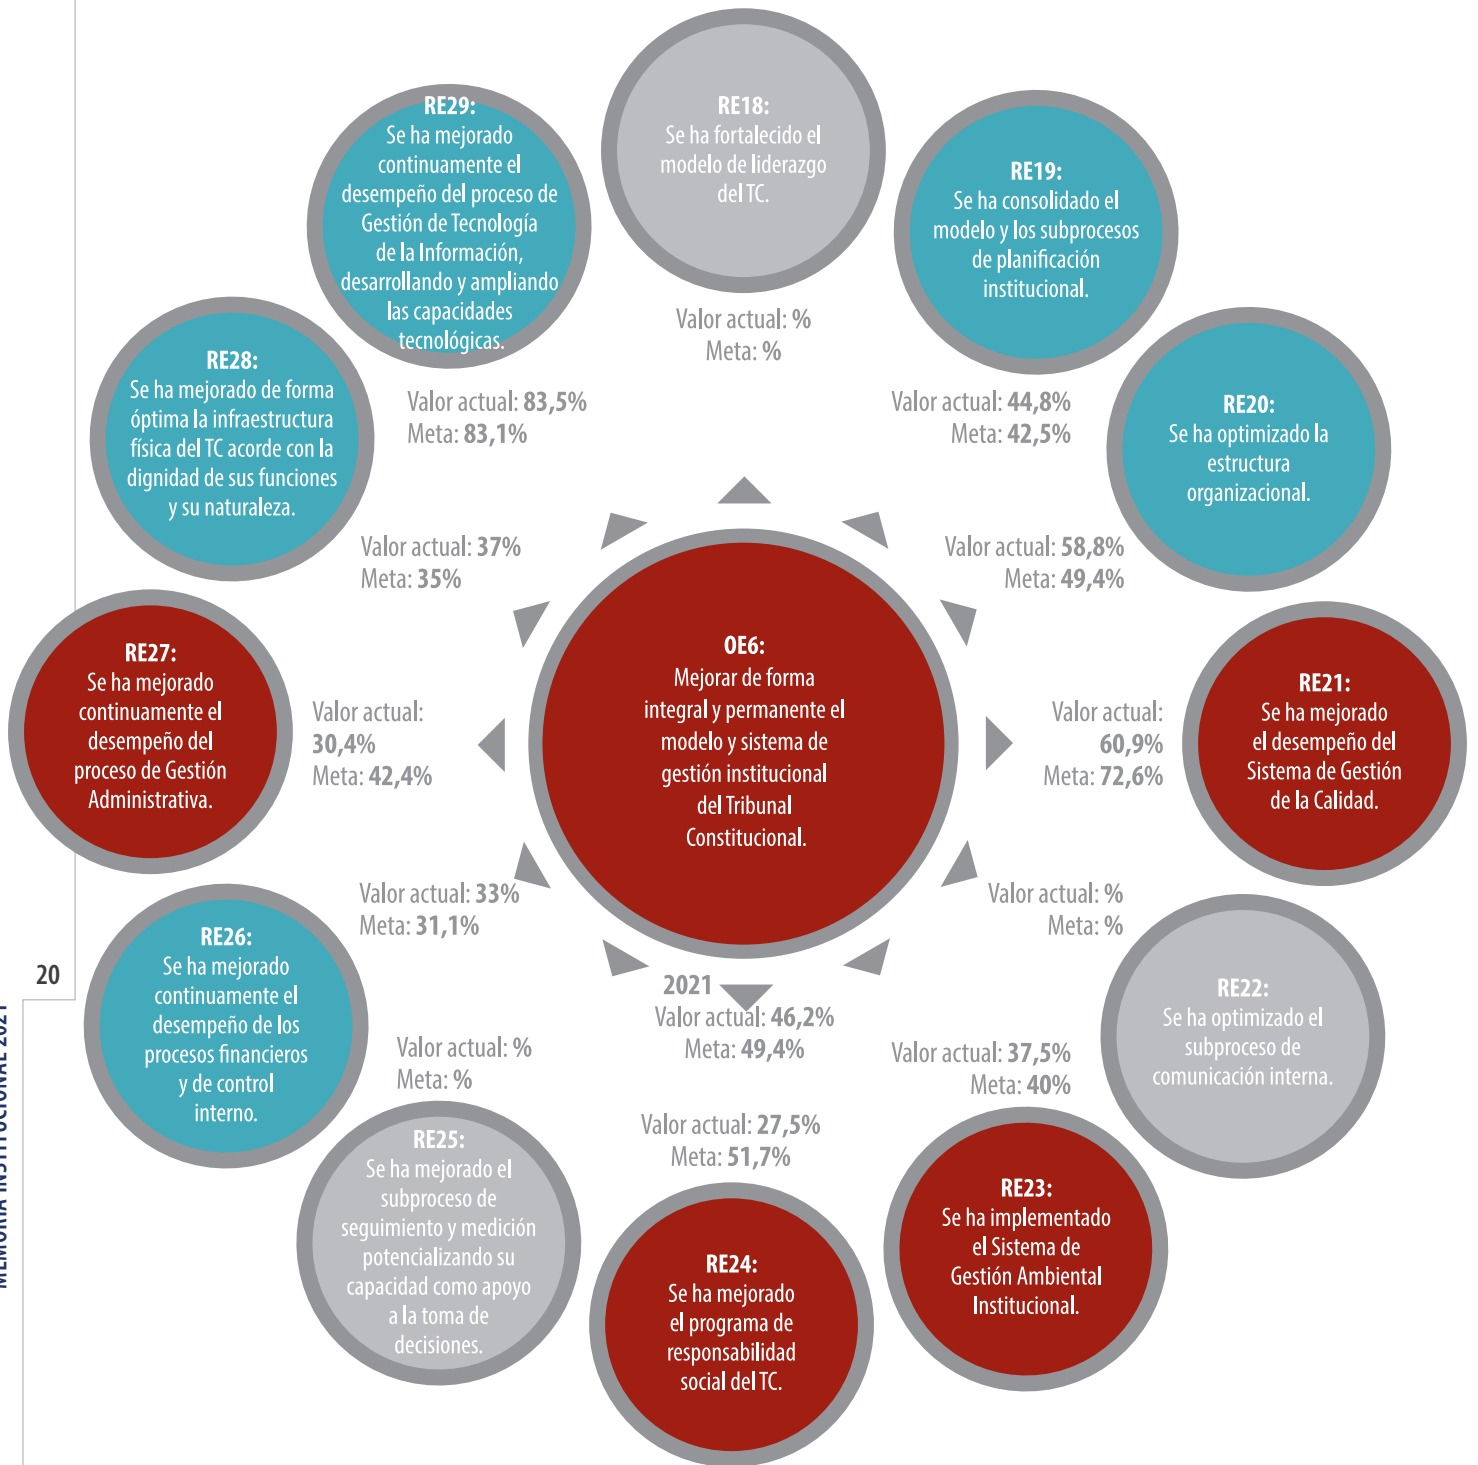 RE18:
Se ha fortalecido el
modelo de liderazgo
del TC.
Valor actual: %
Meta: %
RE19:
Se ha consolidado el
modelo y los subprocesos
de planificación
institucional.
Valor actual: 44,8%
Meta: 42,5%
RE20:
Se ha optimizado la
estructura
organizacional.
Valor actual: 58,8%
Meta: 49,4%
RE21:
Se ha mejorado
el desempeño del
Sistema de Gestión
de la Calidad.
Valor actual:
60,9%
Meta: 72,6%
RE22:
Se ha optimizado el
subproceso de
comunicación interna.
Valor actual: %
Meta: %
RE23:
Se ha implementado
el Sistema de
Gestión Ambiental
Institucional.
Valor actual: 37,5%
Meta: 40%
RE24:
Se ha mejorado
el programa de
responsabilidad
social del TC.
Valor actual: 27,5%
Meta: 51,7%
RE25:
Se ha mejorado el
subproceso de
seguimiento y medición
potencializando su
capacidad como apoyo
a la toma de
decisiones.
Valor actual: %
Meta: %
RE26:
Se ha mejorado
continuamente el
desempeño de los
procesos financieros
y de control
interno.
Valor actual: 33%
Meta: 31,1%
RE27:
Se ha mejorado
continuamente el
desempeño del
proceso de Gestión
Administrativa.
Valor actual:
30,4%
Meta: 42,4%
RE28:
Se ha mejorado de forma
óptima la infraestructura
física del TC acorde con la
dignidad de sus funciones
y su naturaleza.
Valor actual: 37%
Meta: 35%
RE29:
Se ha mejorado
continuamente el
desempeño del proceso de
Gestión de Tecnología
de la Información,
desarrollando y ampliando
las capacidades
tecnológicas.
Valor actual: 83,5%
Meta: 83,1%
OE6:
Mejorar de forma
integral y permanente el
modelo y sistema de
gestión institucional
del Tribunal
Constitucional.
2021
Valor actual: 46,2%
Meta: 49,4%
20
MEMORIA INSTITUCIONAL 2021